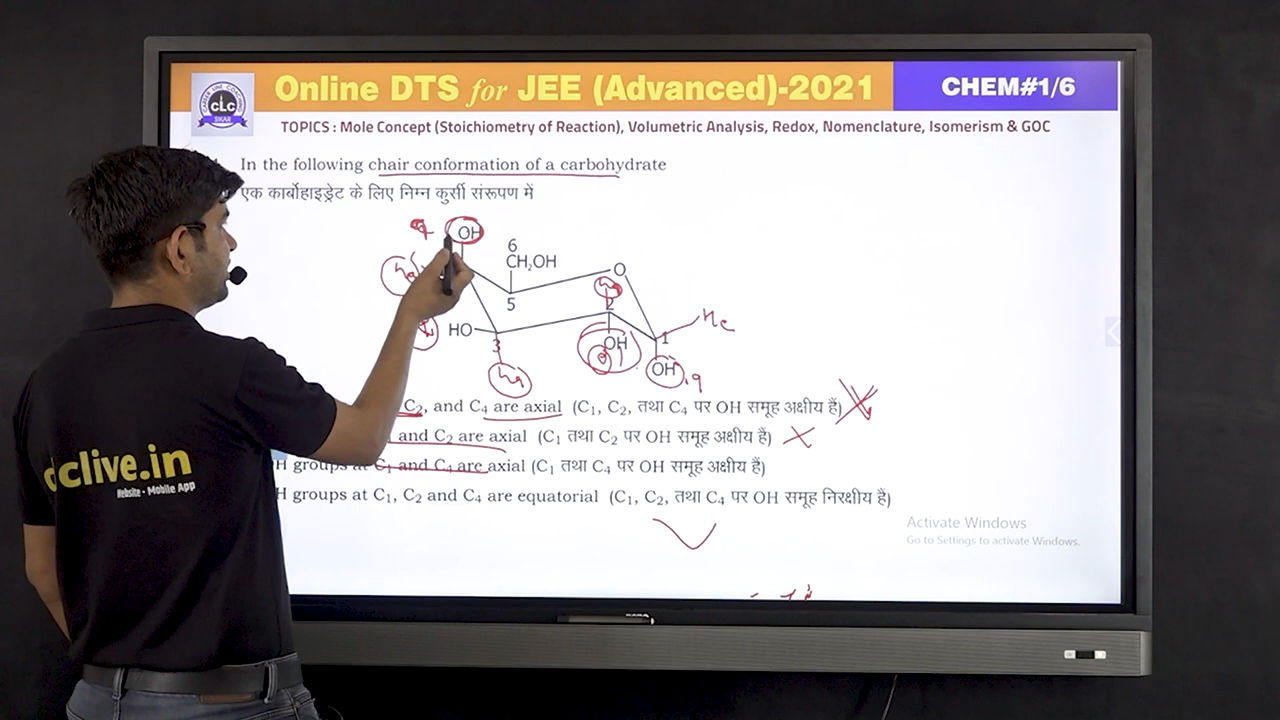 Online DTS for JEE (Advanced)-2021
CHEM#1/6
CAREER LINE COACHING
CLC
SIKAR
TOPICS : Mole Concept (Stoichiometry of Reaction), Volumetric Analysis, Redox, Nomenclature, Isomerism & GOC
In the following chair conformation of a carbohydrate
एक कार्बोहाइड्रेट के लिए निम्न कुर्सी संरूपण में
OH
6
CH₂OH
O
5
2
HO
3
OH
1
OH
C₂, and C₄ are axial (C₁, C₂, तथा C₄ पर OH समूह अक्षीय हैं)
and C₂ are axial (C₁ तथा C₂ पर OH समूह अक्षीय हैं)
groups at C₁ and C₄ are axial (C₁ तथा C₄ पर OH समूह अक्षीय हैं)
groups at C₁, C₂ and C₄ are equatorial (C₁, C₂, तथा C₄ पर OH समूह निरक्षीय हैं)
Activate Windows
Go to Settings to activate Windows.
clclive.in
Website - Mobile App